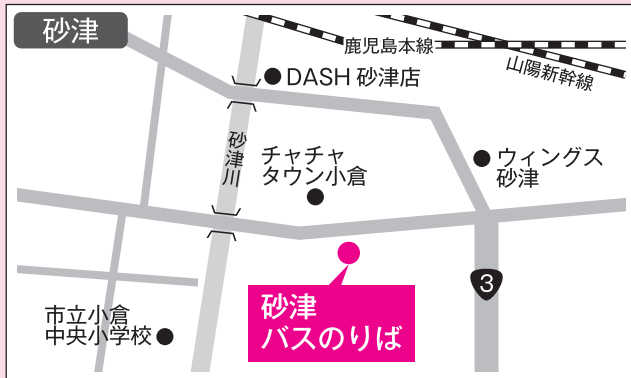 砂津
鹿児島本線
山陽新幹線
DASH 砂津店
砂津川
チャチャ
タウン小倉
ウィングス
砂津
3
砂津
バスのりば
市立小倉
中央小学校